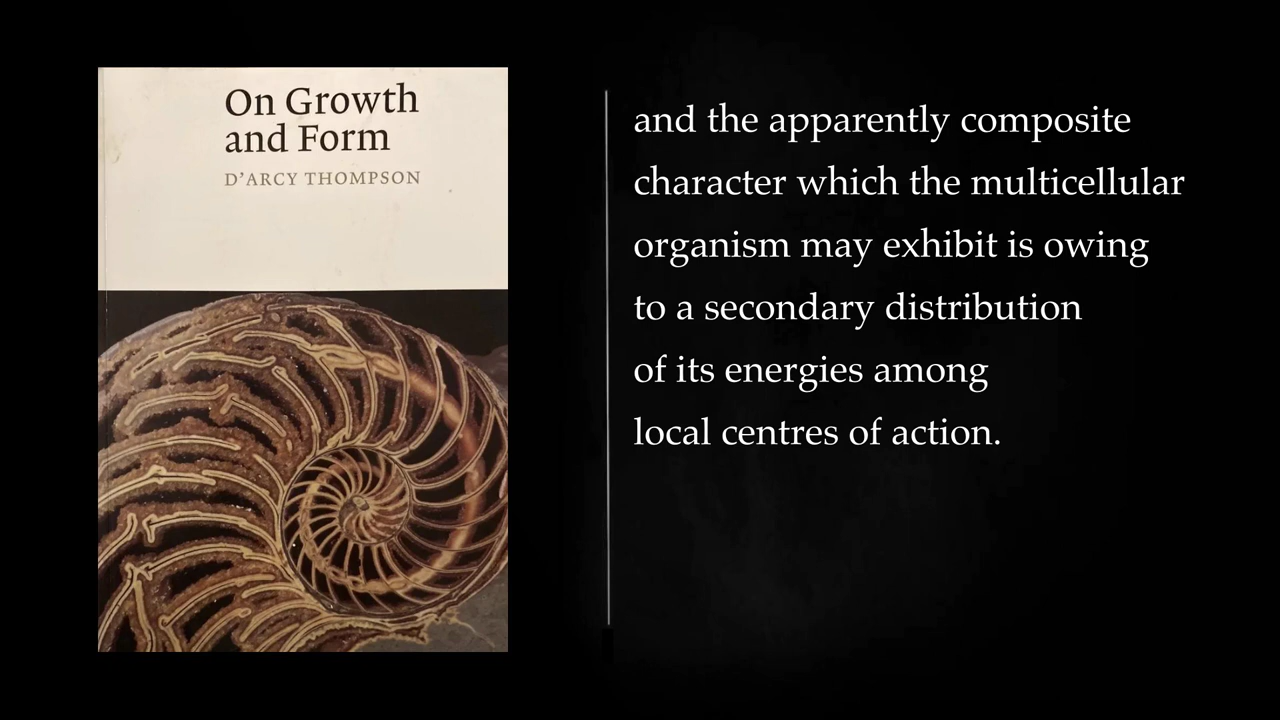 On Growth
and Form
D'ARCY THOMPSON
and the apparently composite
character which the multicellular
organism may exhibit is owing
to a secondary distribution
of its energies among
local centres of action.